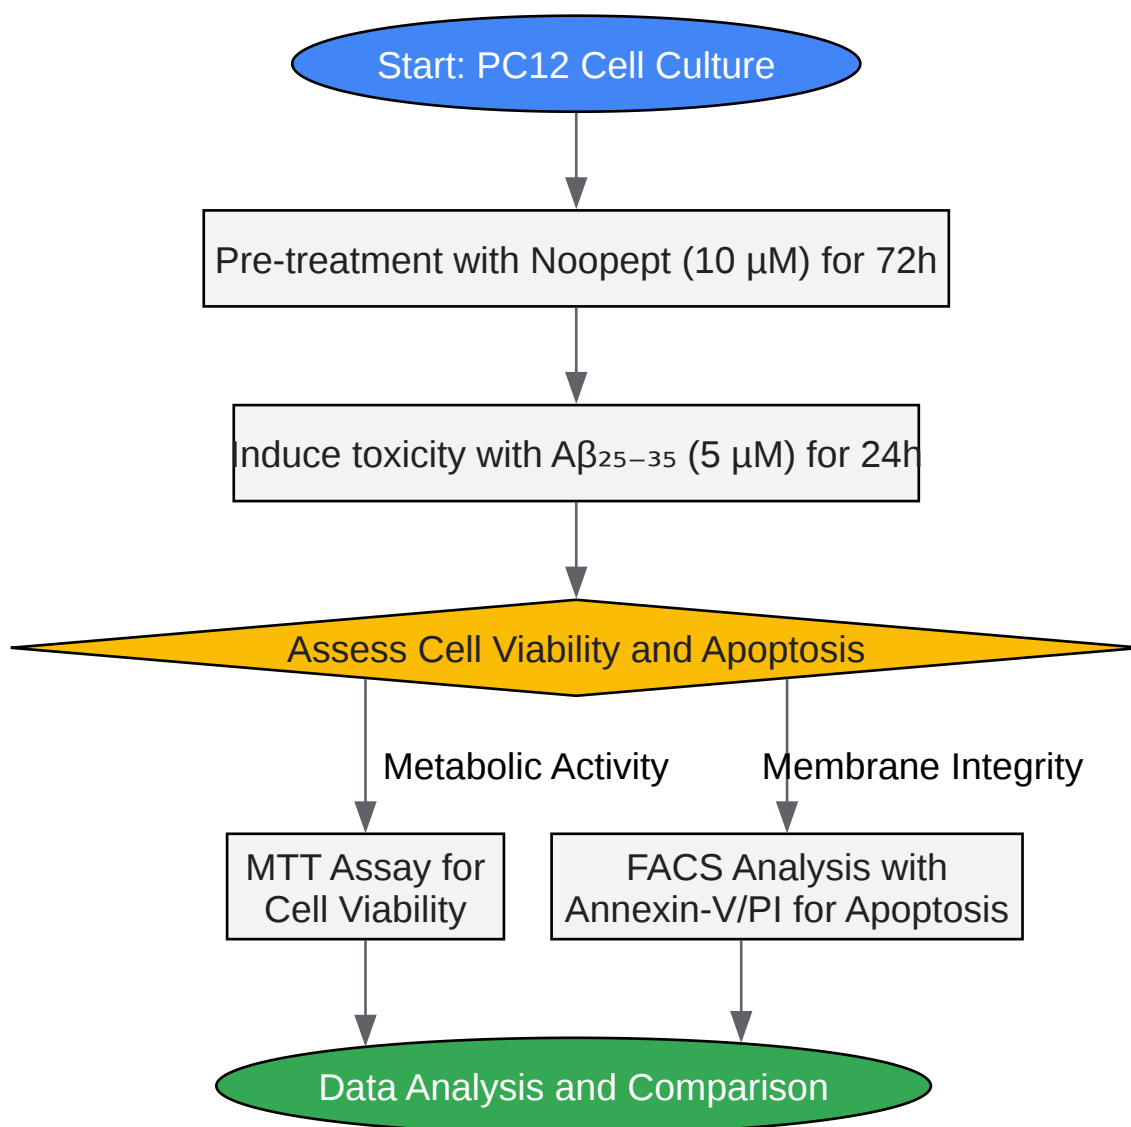 Start: PC12 Cell Culture
Pre-treatment with Noopept (10 µM) for 72h
Induce toxicity with Aβ₂₅₋₃₅ (5 µM) for 24h
Assess Cell Viability and Apoptosis
Metabolic Activity
Membrane Integrity
MTT Assay for
Cell Viability
FACS Analysis with
Annexin-V/PI for Apoptosis
Data Analysis and Comparison